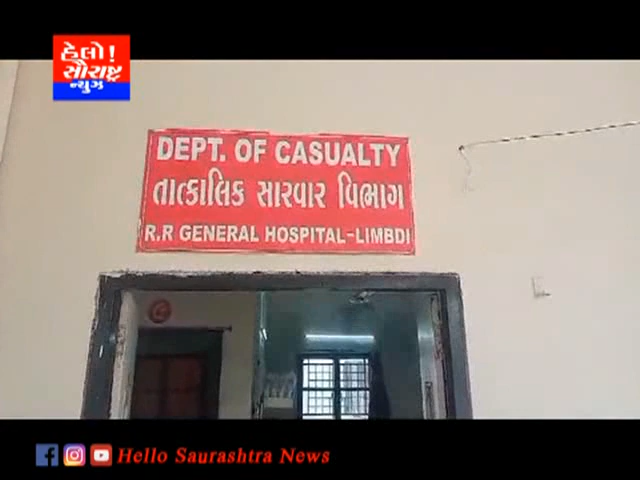 હેલો!
સૌરાષ્ટ્ર
ન્યુઝ
DEPT. OF CASUALTY
તાત્કાલિક સારવાર વિભાગ
R.R GENERAL HOSPITAL-LIMBDI
Hello Saurashtra News